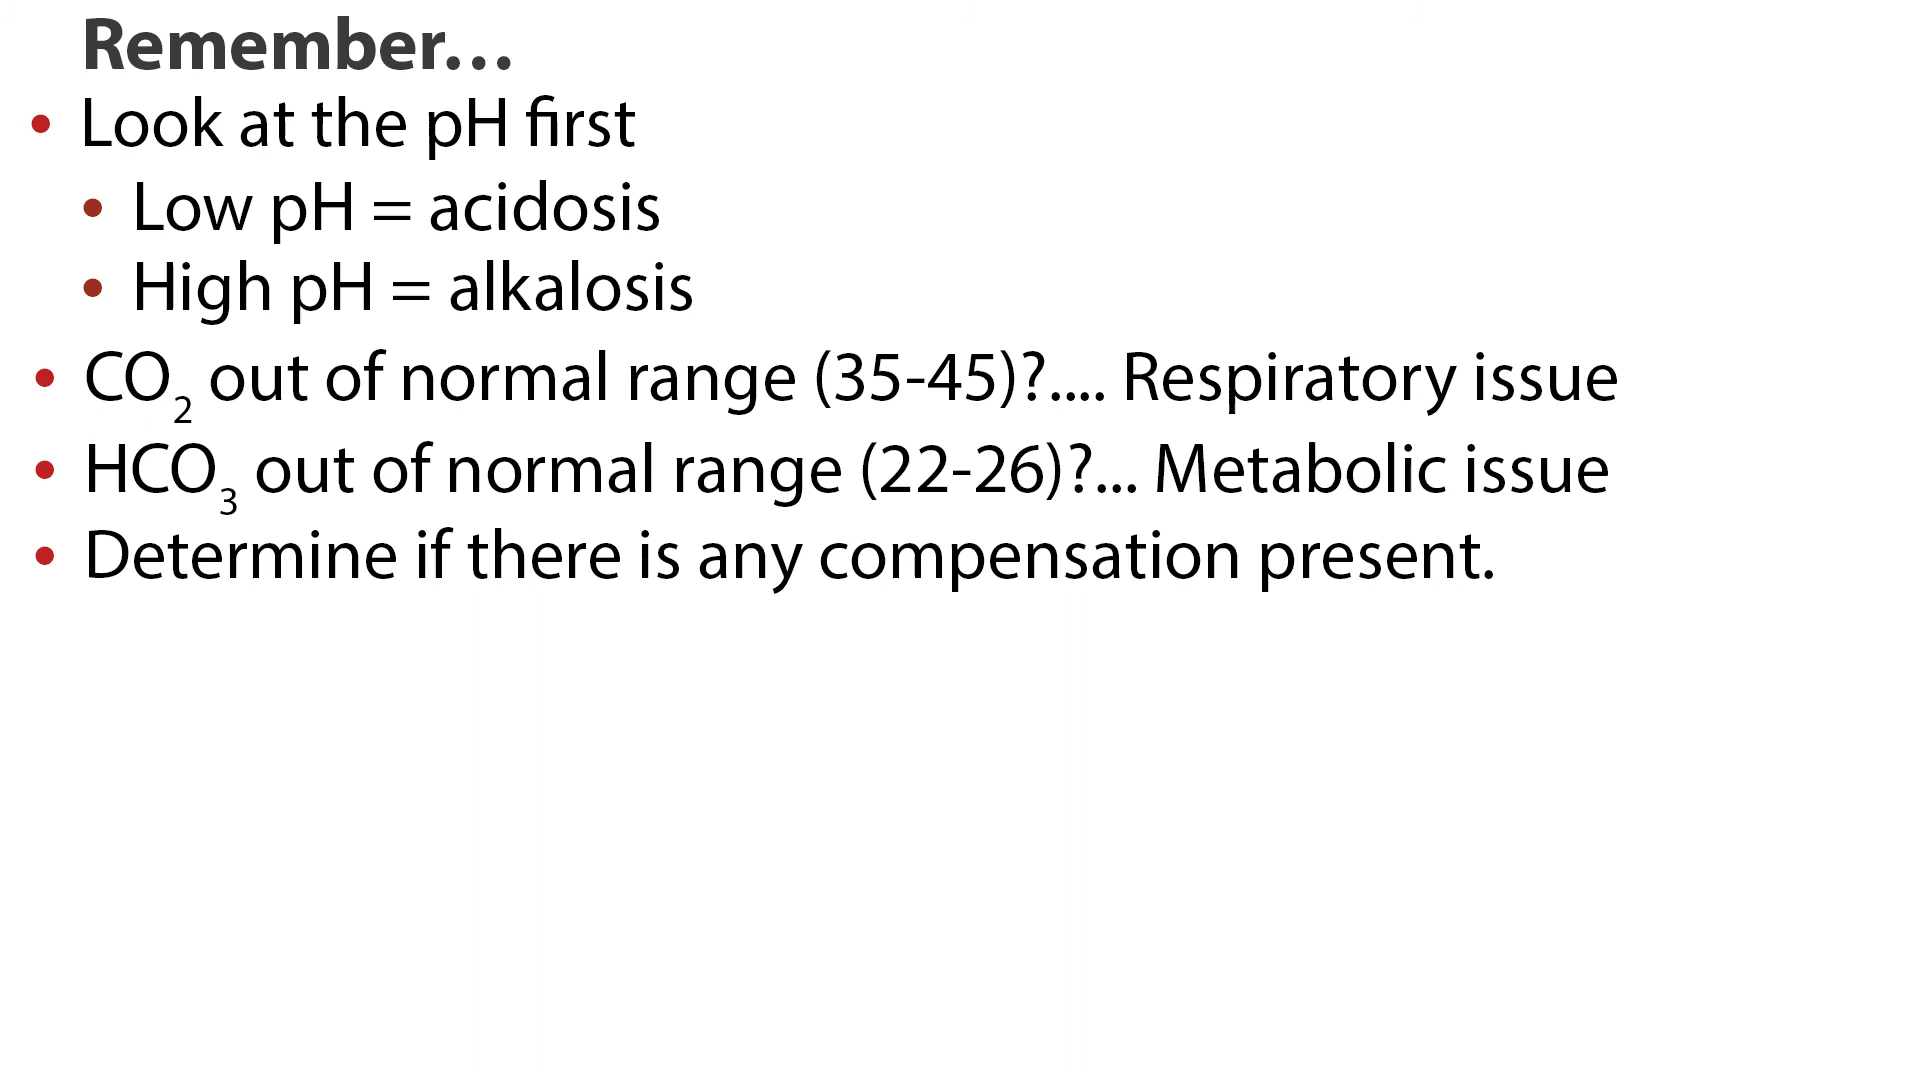 Remember...
• Look at the pH first
• Low pH = acidosis
• High pH = alkalosis
• CO₂ out of normal range (35-45)?.... Respiratory issue
• HCO₃ out of normal range (22-26)?... Metabolic issue
• Determine if there is any compensation present.